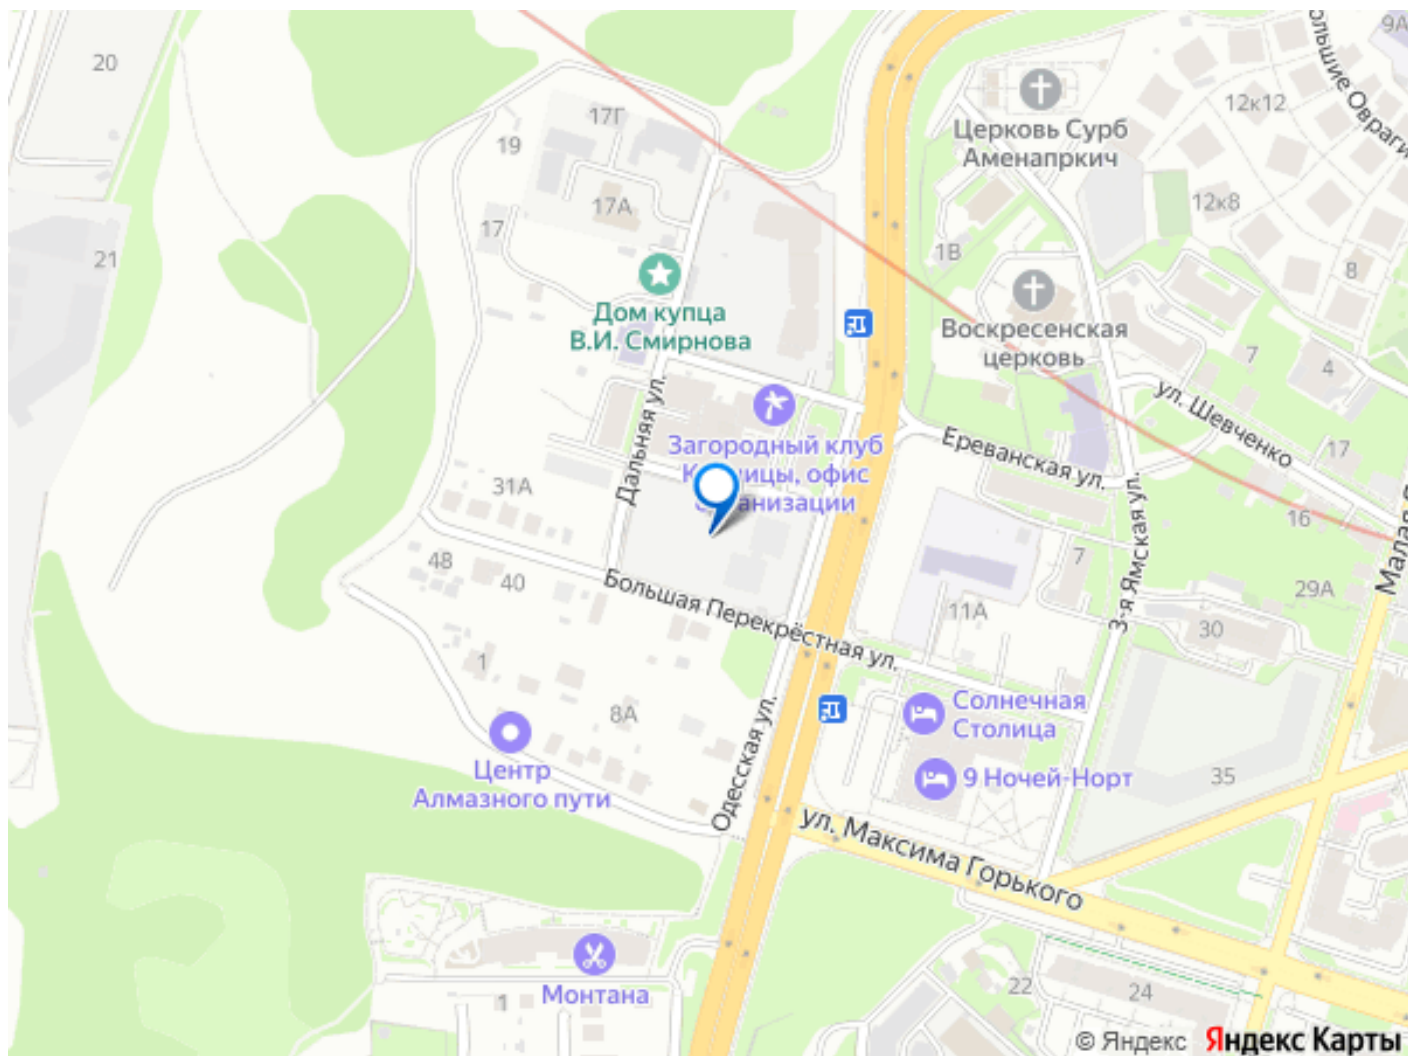 20
19
17Г
17А
17
21
Дом купца
В.И. Смирнова
Дальняя ул.
31А
48
40
1
8А
Центр
Алмазного пути
Загородный клуб
офис
Большая Перекрёстная ул.
Одесская ул.
Монтана
1
Церковь Сурб
Аменапркич
12к12
9А
12к8
1В
8
Воскресенская
церковь
7
4
ул. Шевченко
17
Ереванская ул.
16
3-я Ямская ул.
7
29А
11А
30
Солнечная
Столица
9 Ночей-Норт
35
ул. Максима Горького
22
24
© Яндекс Яндекс Карты